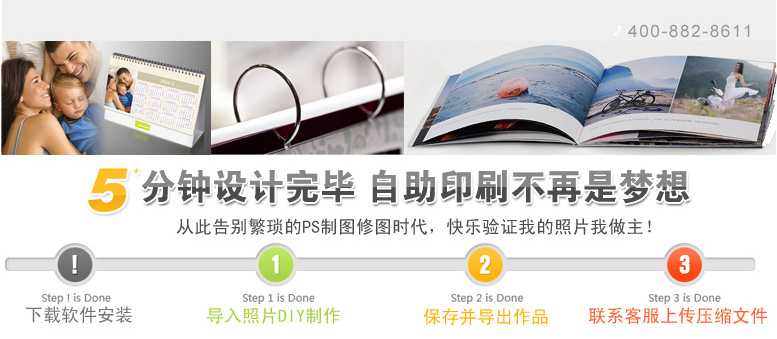 400-882-8611
5分钟设计完毕 自助印刷不再是梦想
从此告别繁琐的PS制图修图时代，快乐验证我的照片我做主！
! 1 2 3
Step ! is Done Step 1 is Done Step 2 is Done Step 3 is Done
下载软件安装 导入照片DIY制作 保存并导出作品 联系客服上传压缩文件